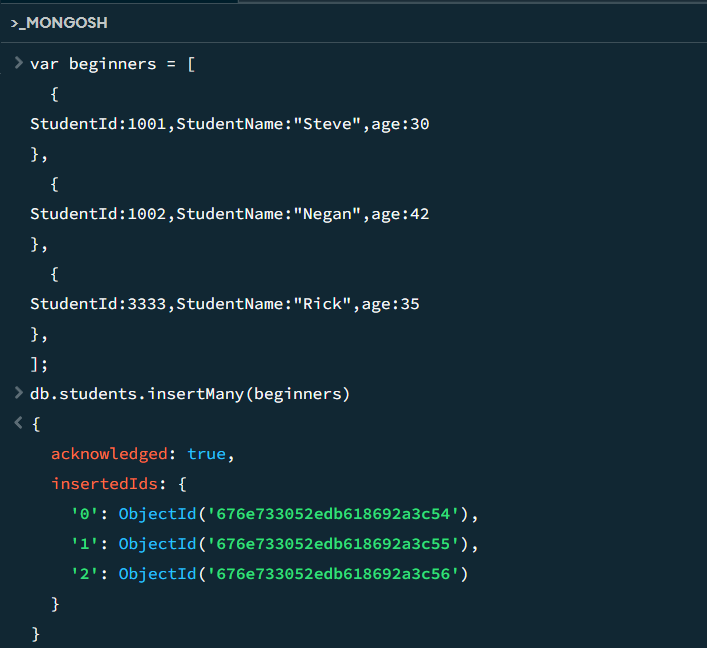 >_MONGOSH
> var beginners = [
{
StudentId:1001,StudentName:"Steve",age:30
},
{
StudentId:1002,StudentName:"Negan",age:42
},
{
StudentId:3333,StudentName:"Rick",age:35
},
];
> db.students.insertMany(beginners)
< {
acknowledged: true,
insertedIds: {
'0': ObjectId('676e733052edb618692a3c54'),
'1': ObjectId('676e733052edb618692a3c55'),
'2': ObjectId('676e733052edb618692a3c56')
}
}